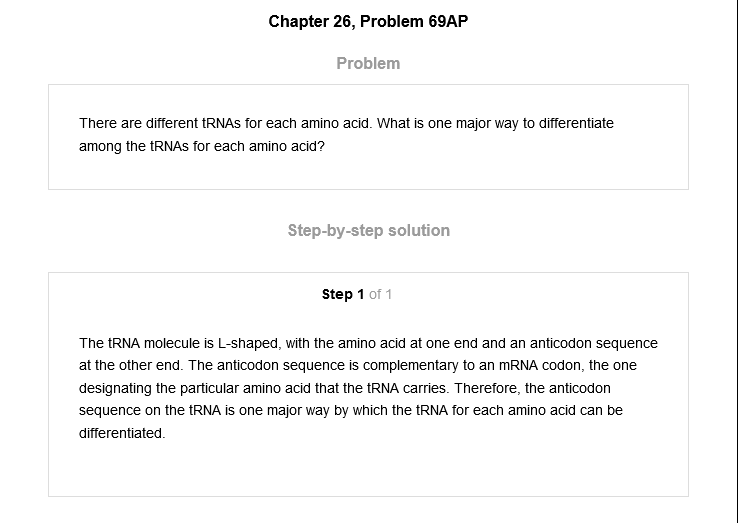 Chapter 26, Problem 69AP
Problem
There are different tRNAs for each amino acid. What is one major way to differentiate
among the tRNAs for each amino acid?
Step-by-step solution
Step 1 of 1
The tRNA molecule is L-shaped, with the amino acid at one end and an anticodon sequence
at the other end. The anticodon sequence is complementary to an mRNA codon, the one
designating the particular amino acid that the tRNA carries. Therefore, the anticodon
sequence on the tRNA is one major way by which the tRNA for each amino acid can be
differentiated.